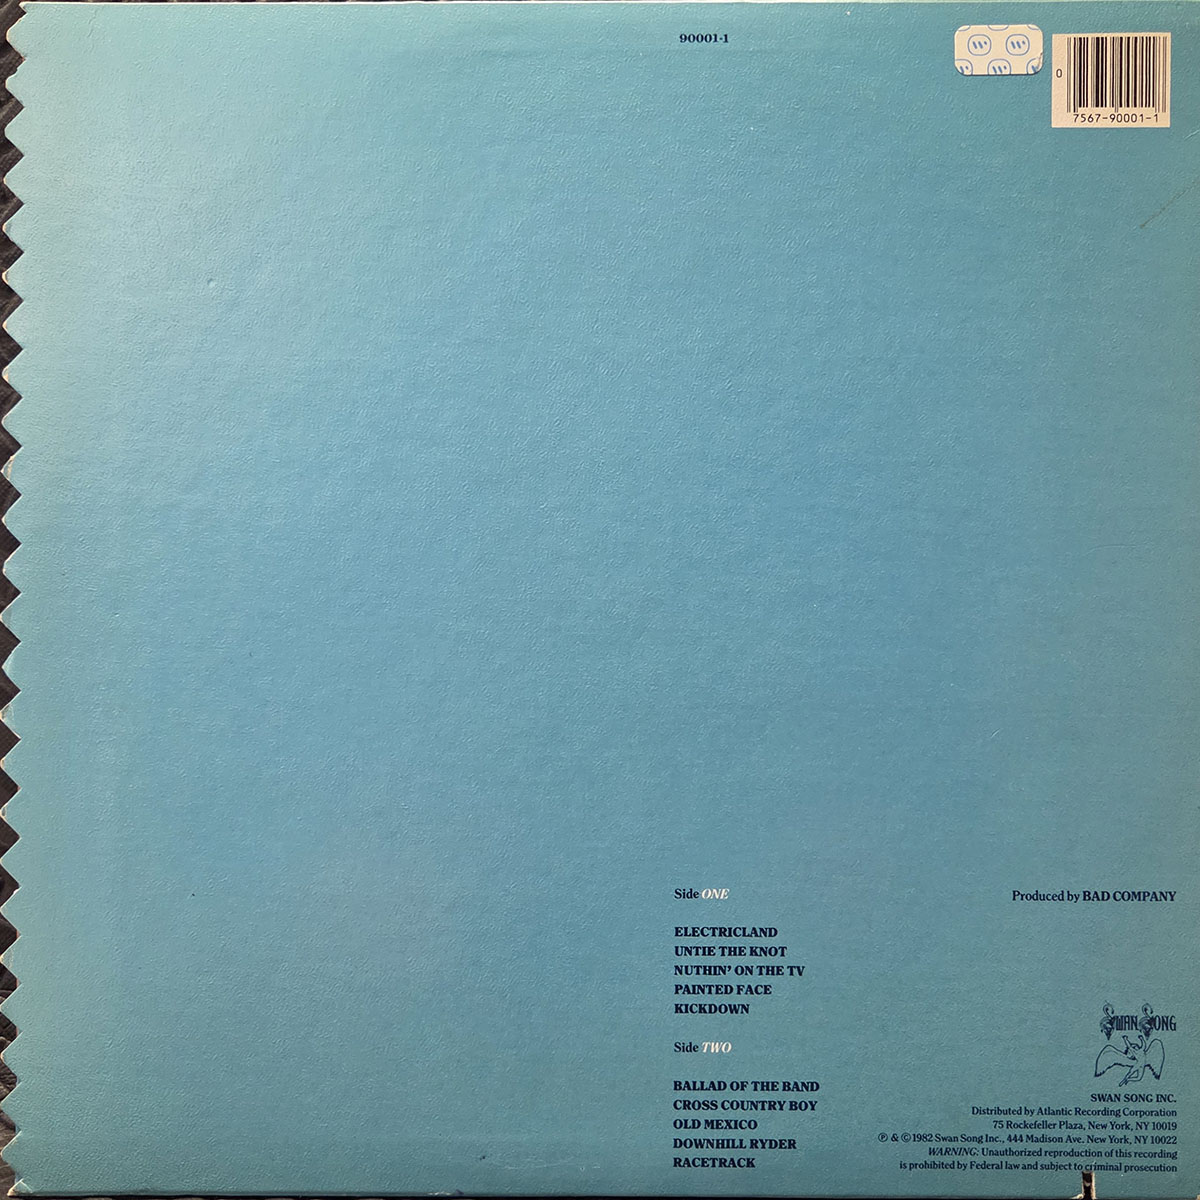 90001-1
0
7567-90001-1
Side ONE
Produced by BAD COMPANY
ELECTRICLAND
UNTIE THE KNOT
NUTHIN' ON THE TV
PAINTED FACE
KICKDOWN
Side TWO
BALLAD OF THE BAND
CROSS COUNTRY BOY
OLD MEXICO
DOWNHILL RYDER
RACETRACK
SWAN SONG
SWAN SONG INC.
Distributed by Atlantic Recording Corporation
75 Rockefeller Plaza, New York, NY 10019
℗ & © 1982 Swan Song Inc., 444 Madison Ave. New York, NY 10022
WARNING: Unauthorized reproduction of this recording
is prohibited by Federal law and subject to criminal prosecution